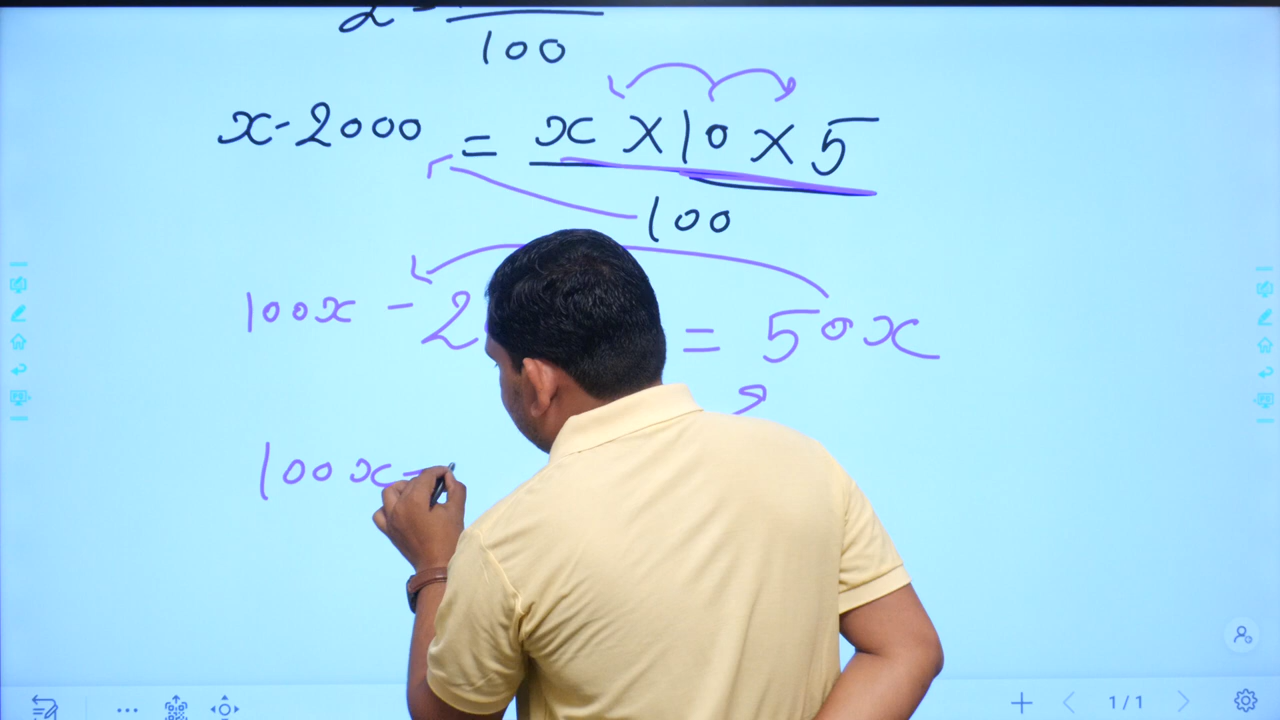 100
x-2000 = x×10×5
100
100x - 2 = 50x
100x-
1/1